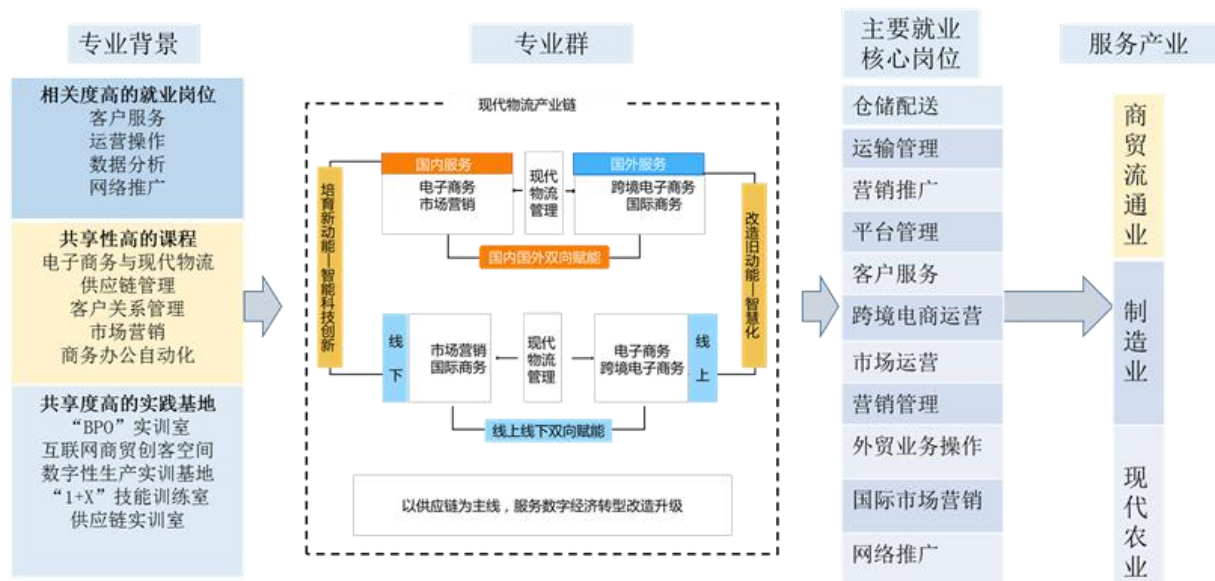 专业背景
相关度高的就业岗位
客户服务
运营操作
数据分析
网络推广
共享性高的课程
电子商务与现代物流
供应链管理
客户关系管理
市场营销
商务办公自动化
共享度高的实践基地
“BPO”实训室
互联网商贸创客空间
数字性生产实训基地
“1+X”技能训练室
供应链实训室
专业群
现代物流产业链
培育新动能—智能科技创新
国内服务
电子商务
市场营销
现代
物流
管理
国外服务
跨境电子商务
国际商务
国内国外双向赋能
改造旧动能—智慧化
线下
市场营销
国际商务
现代
物流
管理
电子商务
跨境电子商务
线上
线上线下双向赋能
以供应链为主线，服务数字经济转型改造升级
主要就业
核心岗位
仓储配送
运输管理
营销推广
平台管理
客户服务
跨境电商运营
市场运营
营销管理
外贸业务操作
国际市场营销
网络推广
服务产业
商贸流通业
制造业
现代农业